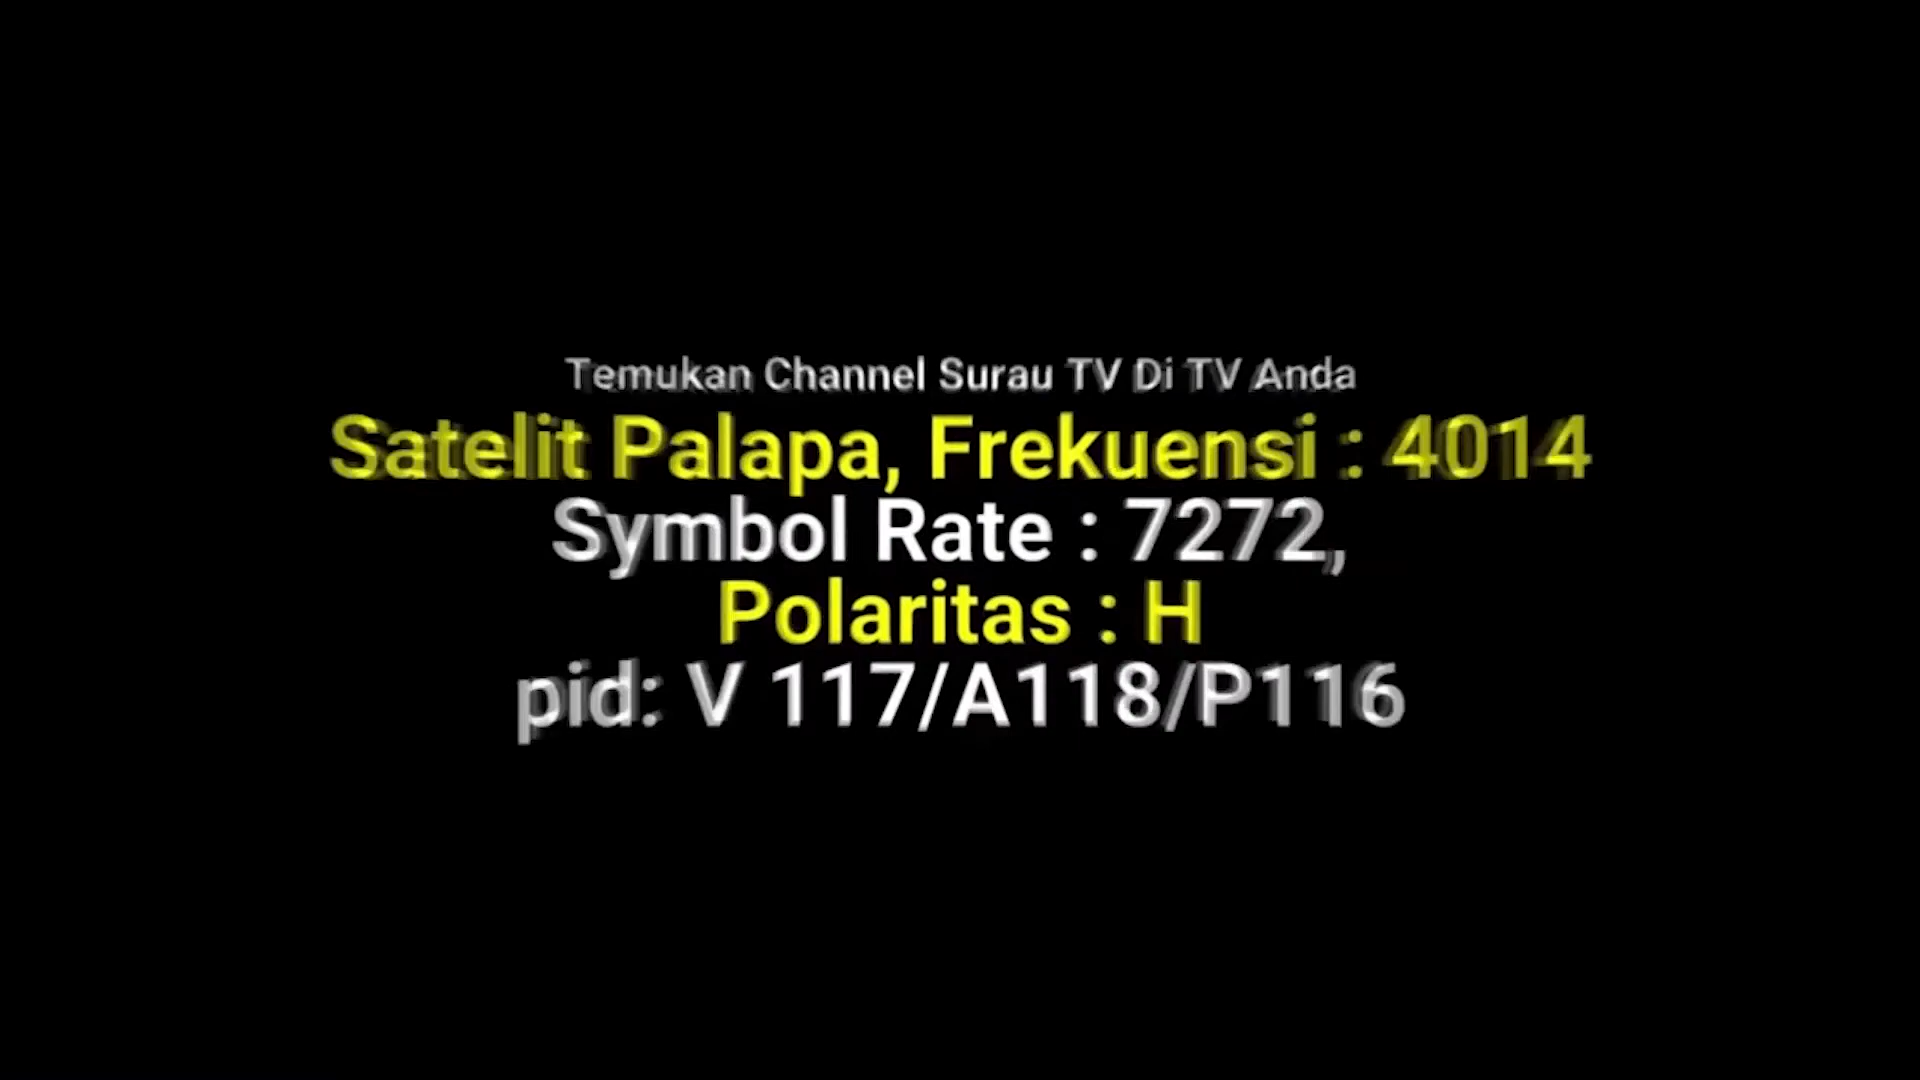 Temukan Channel Surau TV Di TV Anda
Satelit Palapa, Frekuensi : 4014
Symbol Rate : 7272,
Polaritas : H
pid: V 117/A118/P116